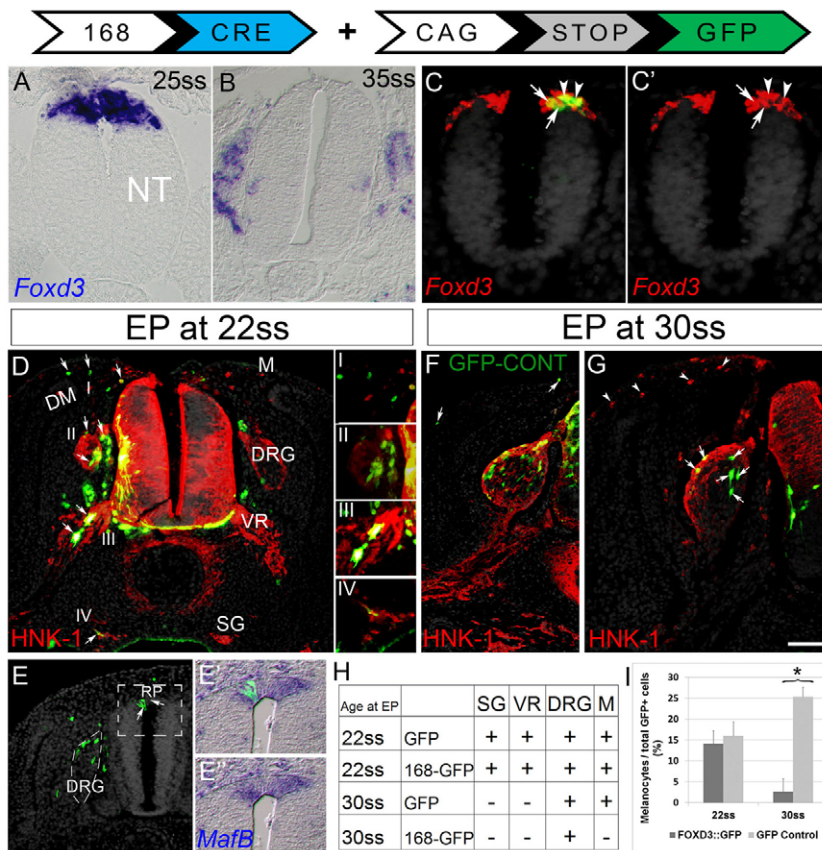 168 CRE + CAG STOP GFP
A 25ss
B 35ss
C
C'
NT
Foxd3
Foxd3
Foxd3
EP at 22ss
EP at 30ss
D
M
DM
II
DRG
VR
III
IV
SG
HNK-1
I
II
III
IV
F GFP-CONT
HNK-1
G
HNK-1
E
RP
DRG
E'
E''
MafB
H
Age at EP SG VR DRG M
22ss GFP + + + +
22ss 168-GFP + + + +
30ss GFP - - + +
30ss 168-GFP - - + -
I
Melanocytes / total GFP+ cells
(%)
30
25
20
15
10
5
0
*
22ss 30ss
FOXD3::GFP GFP Control